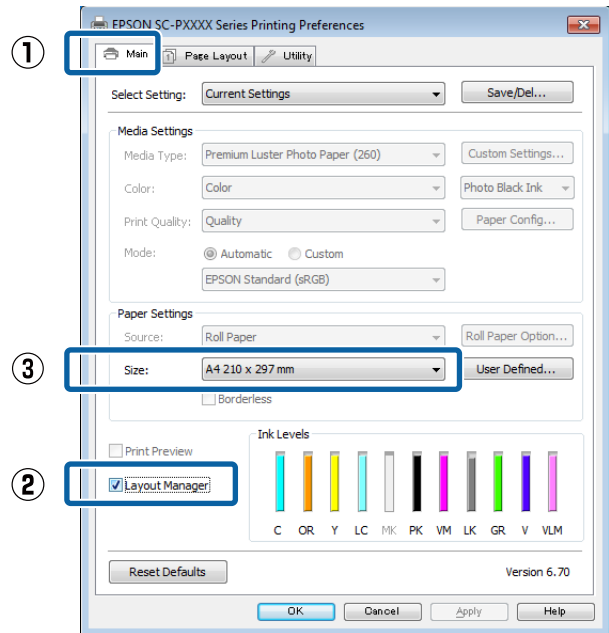 EPSON SC-PXXXX Series Printing Preferences
①
Main
Page Layout
Utility
Select Setting:
Current Settings
Save/Del...
Media Settings
Media Type:
Premium Luster Photo Paper (260)
Custom Settings...
Color:
Color
Photo Black Ink
Print Quality:
Quality
Paper Config...
Mode:
Automatic
Custom
EPSON Standard (sRGB)
Paper Settings
Source:
Roll Paper
Roll Paper Option...
③
Size:
A4 210 x 297 mm
User Defined...
Borderless
Print Preview
Ink Levels
②
Layout Manager
C OR Y LC MK PK VM LK GR V VLM
Reset Defaults
Version 6.70
OK
Cancel
Apply
Help